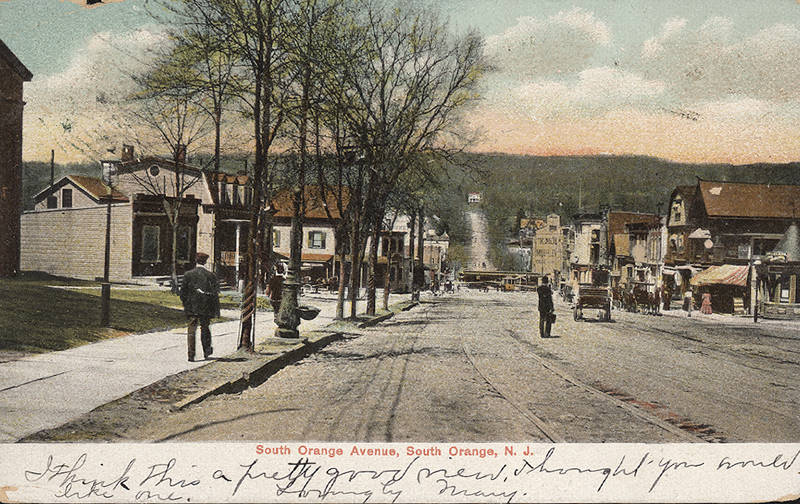 South Orange Avenue, South Orange, N. J.
I think this a pretty good view, I thought you would
like one. Lovingly Mary.